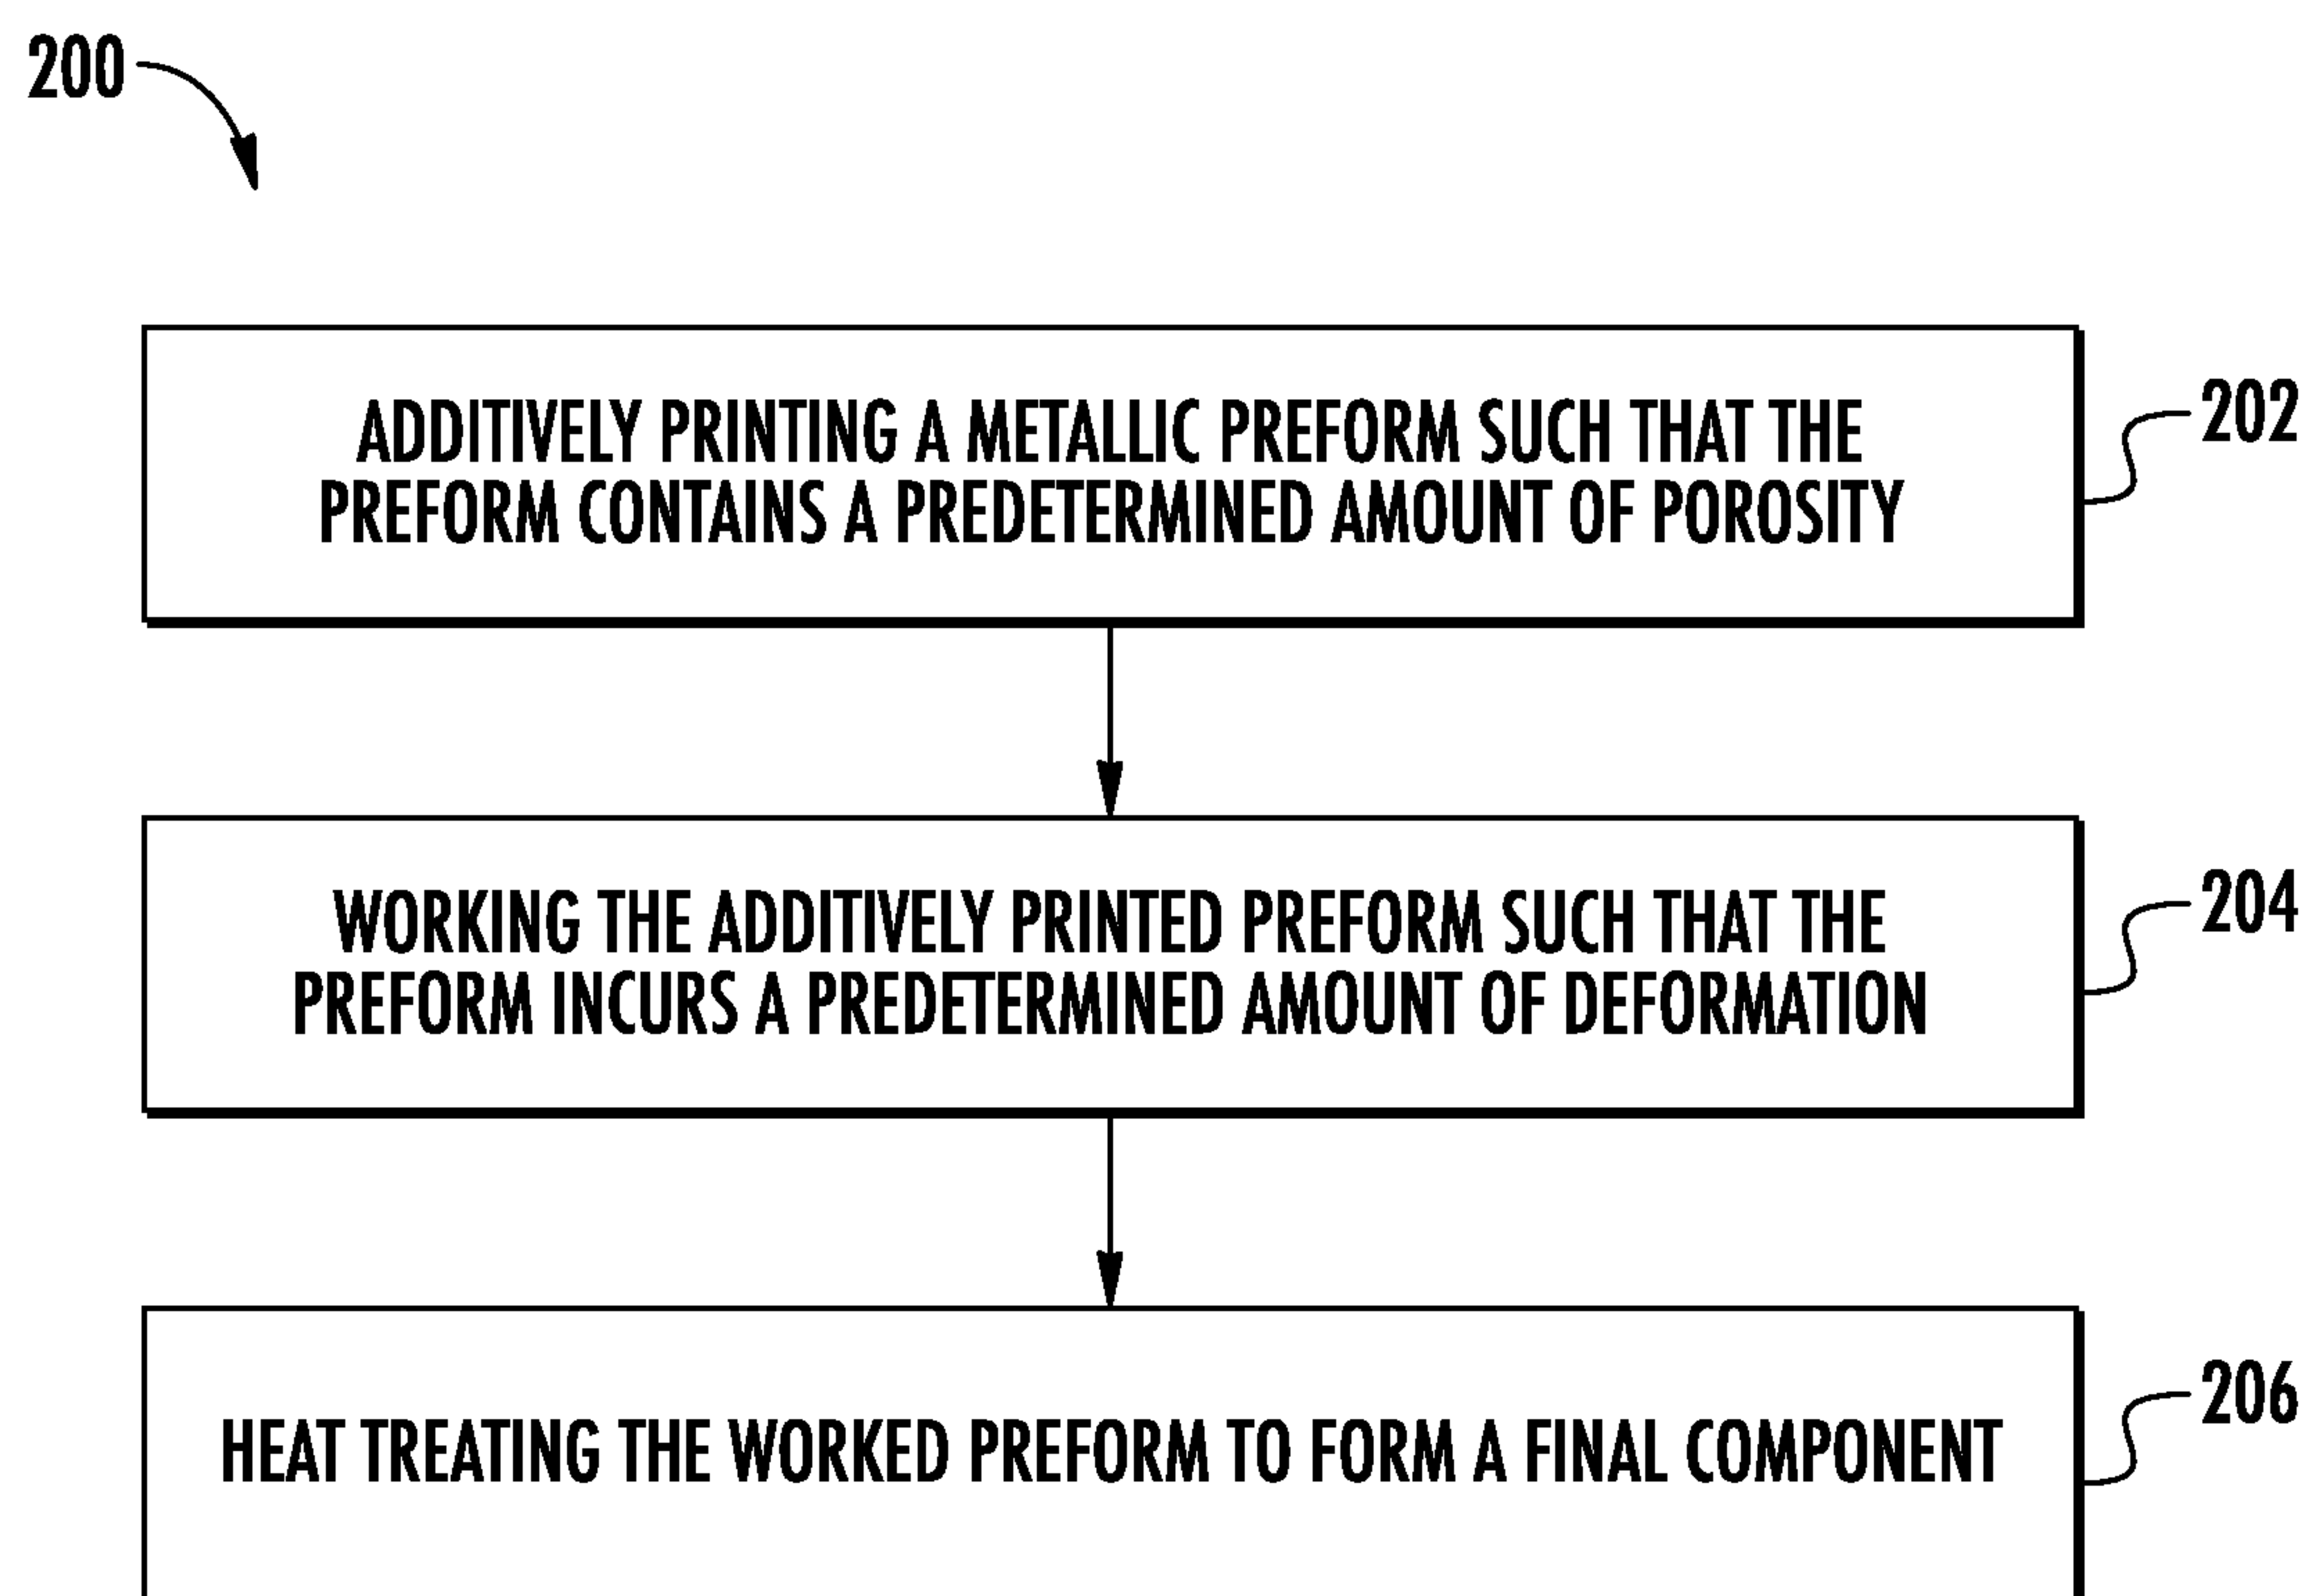 200
ADDITIVELY PRINTING A METALLIC PREFORM SUCH THAT THE
PREFORM CONTAINS A PREDETERMINED AMOUNT OF POROSITY
202
WORKING THE ADDITIVELY PRINTED PREFORM SUCH THAT THE
PREFORM INCURS A PREDETERMINED AMOUNT OF DEFORMATION
204
HEAT TREATING THE WORKED PREFORM TO FORM A FINAL COMPONENT
206